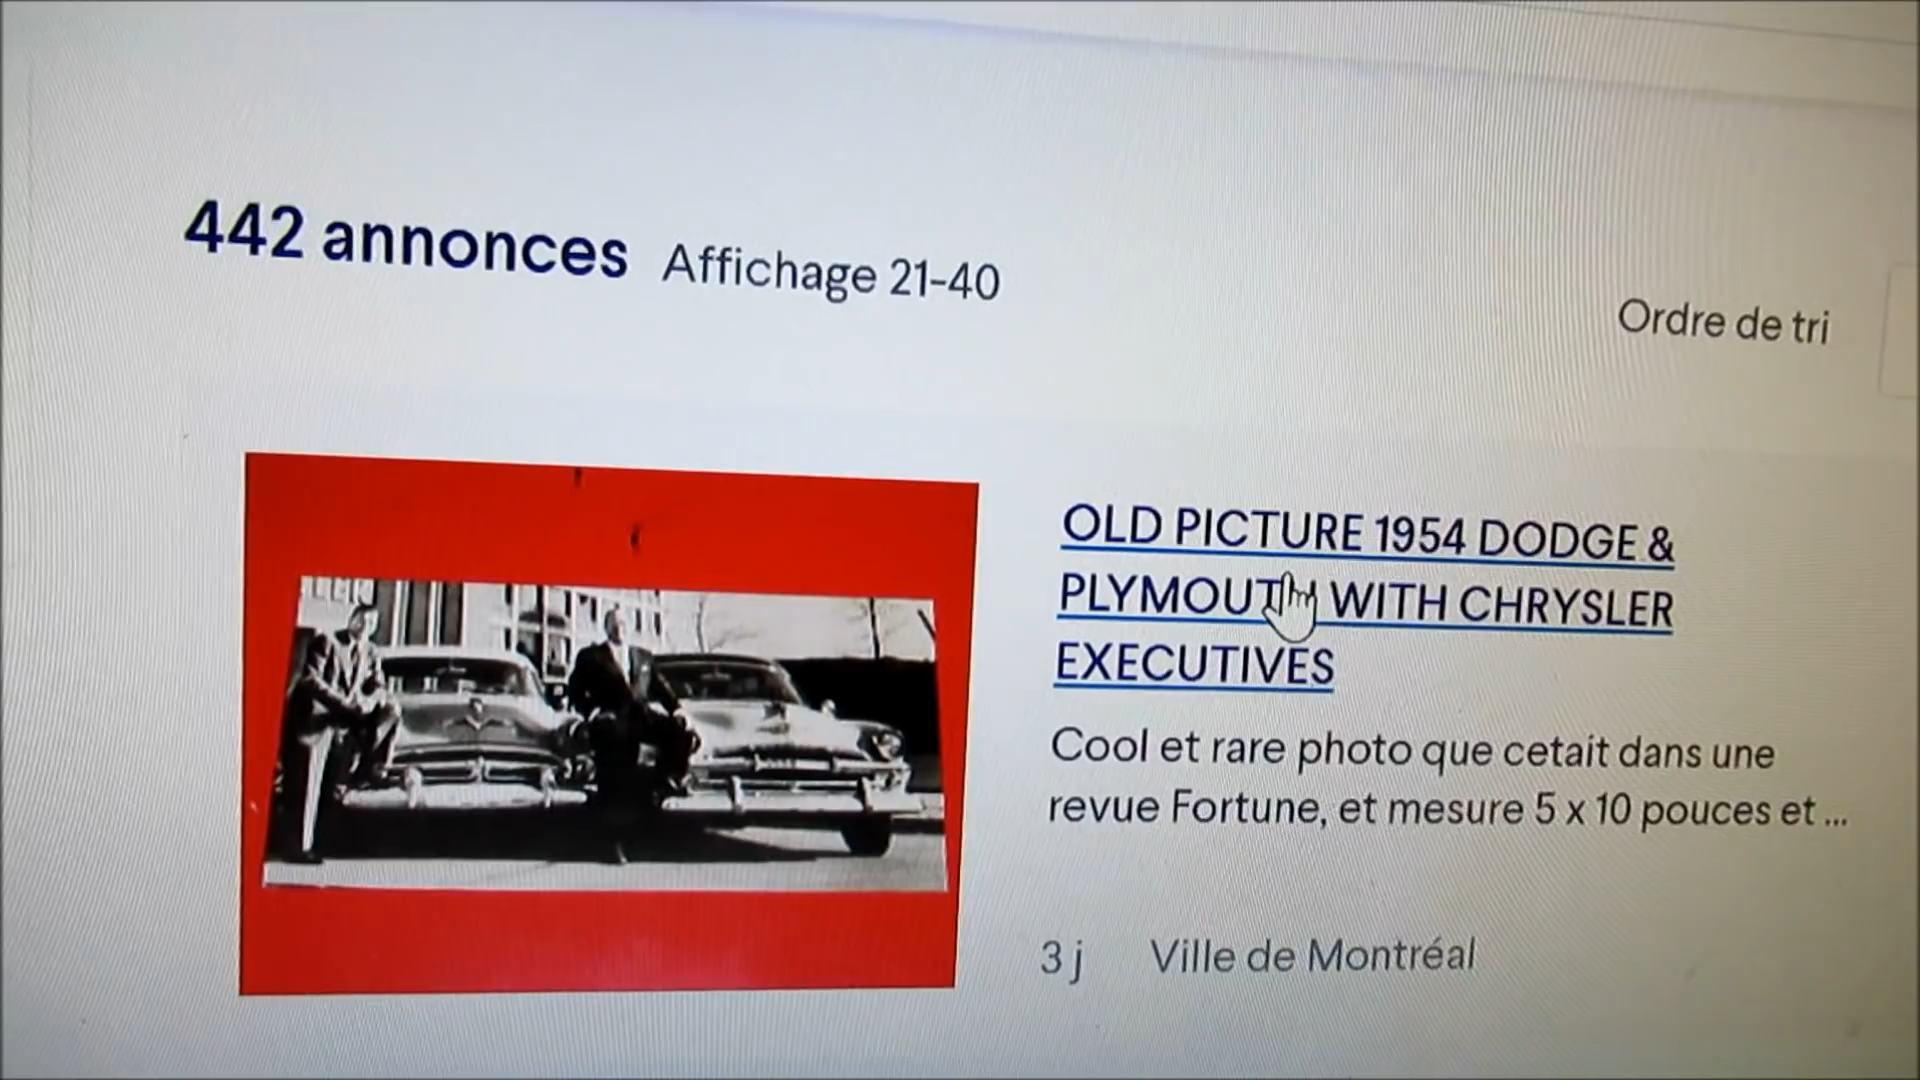 442 annonces Affichage 21-40
Ordre de tri
OLD PICTURE 1954 DODGE &
PLYMOUTH WITH CHRYSLER
EXECUTIVES
Cool et rare photo que cetait dans une
revue Fortune, et mesure 5 x 10 pouces et ...
3 j Ville de Montréal